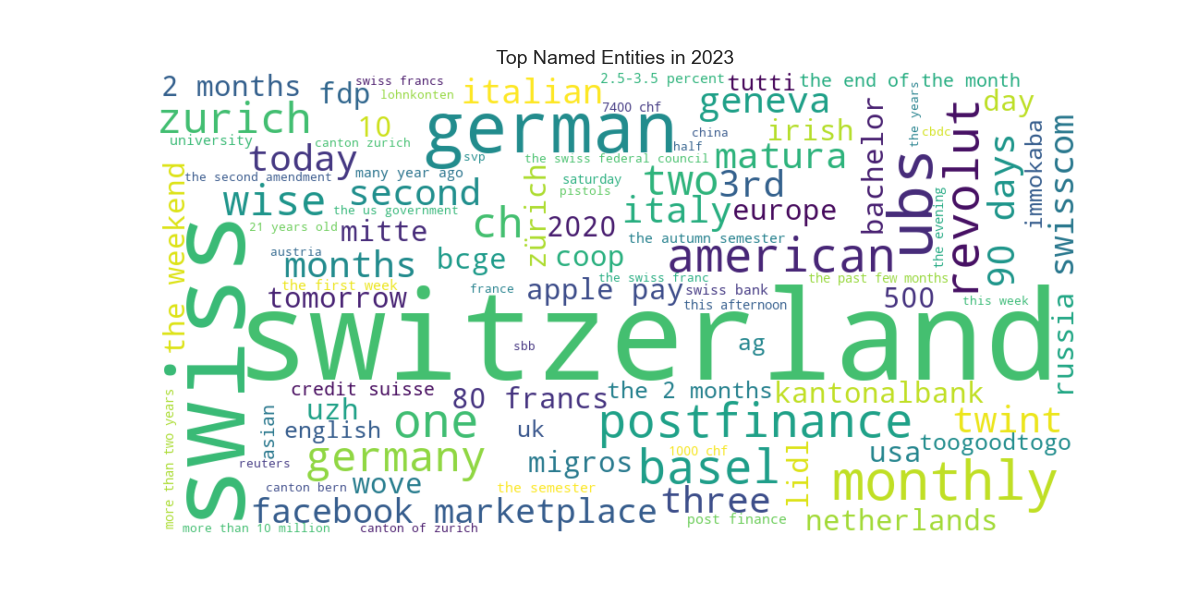 Top Named Entities in 2023
2 months
swiss francs
fdp
lohnkonten
italian
2.5-3.5 percent
tutti
the end of the month
7400 chf
geneva
the years
day
zurich
10
german
china
irish
cbdc
university
canton zurich
half
bachelor
revolut
immokaba
swisscom
today
svp
the swiss federal council
matura
the second amendment
many year ago
saturday
two
3rd
ubs
90 days
the weekend
wise
second
zürich
pistols
italy
europe
the us government
ch
2020
the evening
21 years old
mitte
the autumn semester
american
austria
bcge
coop
months
the swiss franc
the past few months
the first week
france
apple pay
swiss bank
tomorrow
this afternoon
500
this week
swiss
switzerland
russia
sbb
ag
credit suisse
80 francs
the 2 months
kantonalbank
more than two years
uzh
asian
english
one
uk
postfinance
twint
toogoodtogo
reuters
germany
migros
1000 chf
basel
lidl
usa
monthly
canton bern
wove
the semester
three
facebook marketplace
post finance
netherlands
more than 10 million
canton of zurich